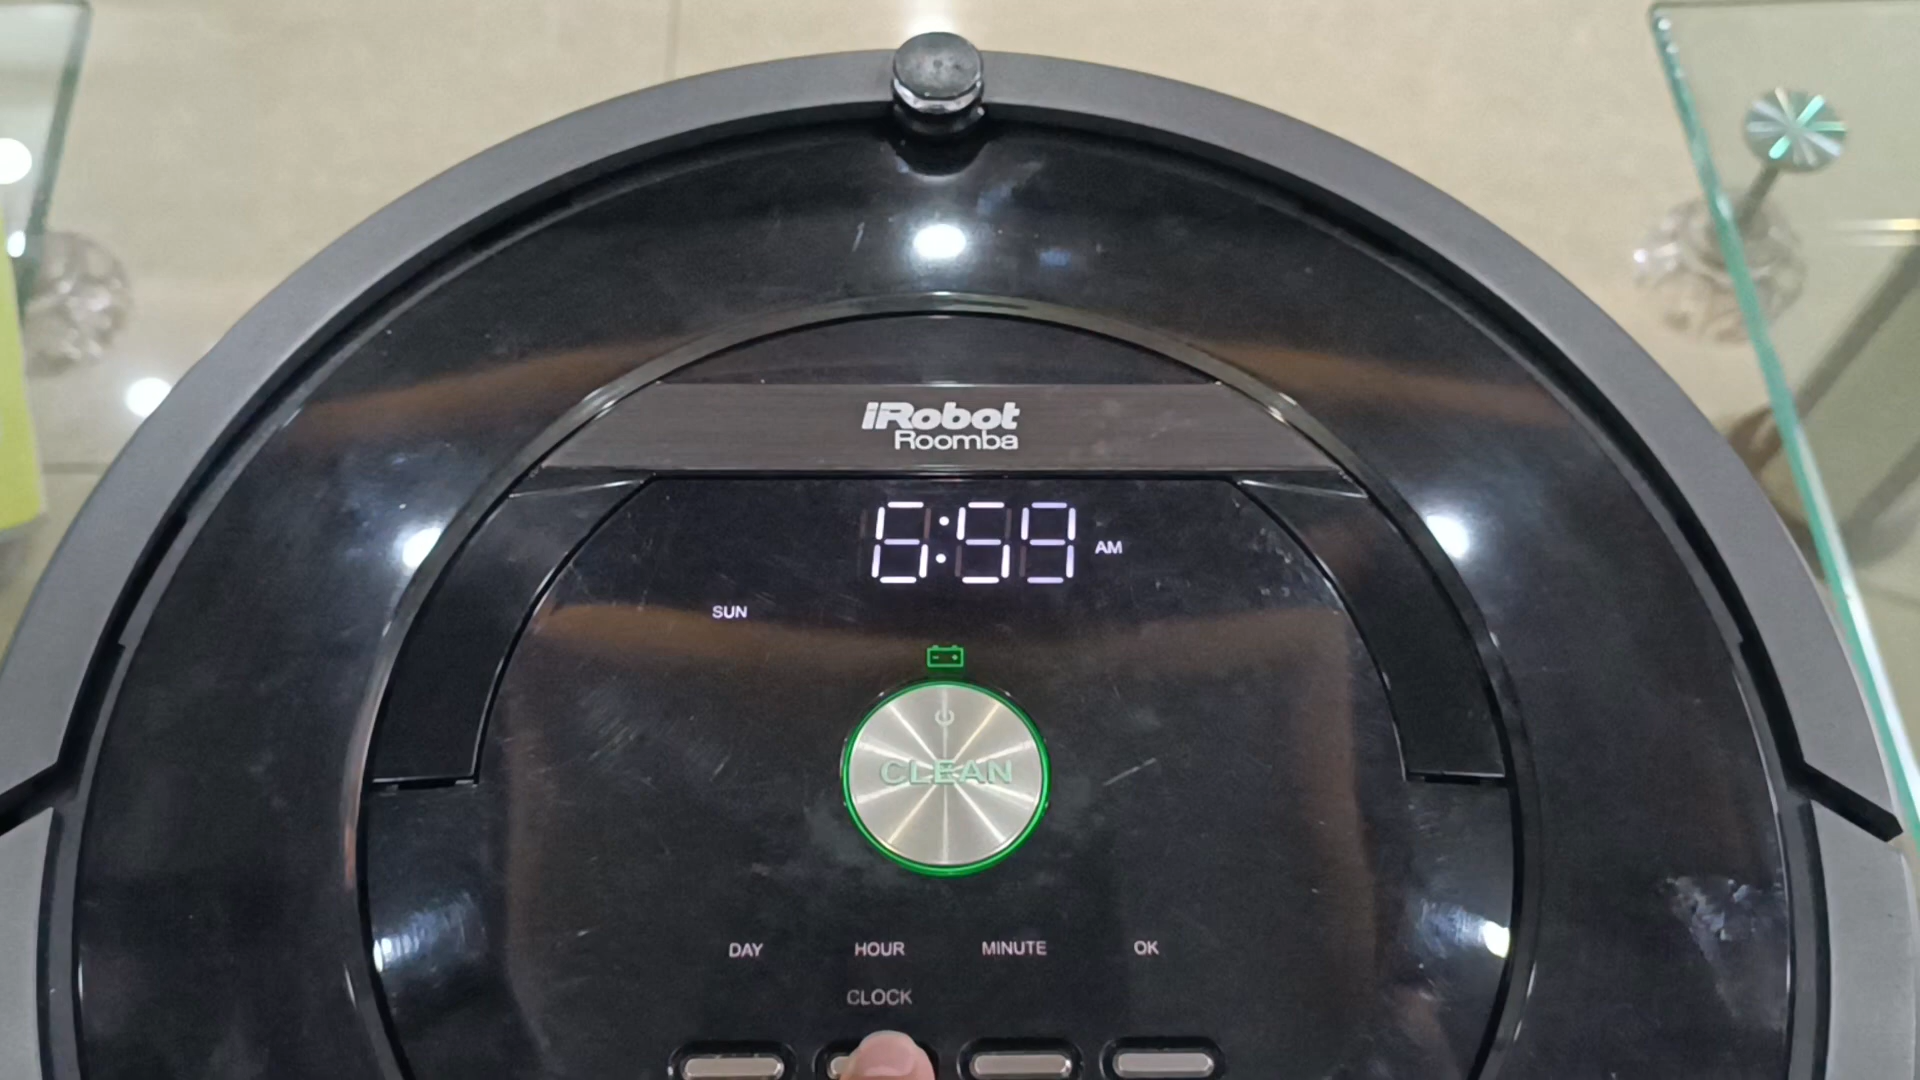 iRobot
Roomba
6:59 AM
SUN
CLEAN
DAY HOUR MINUTE OK
CLOCK